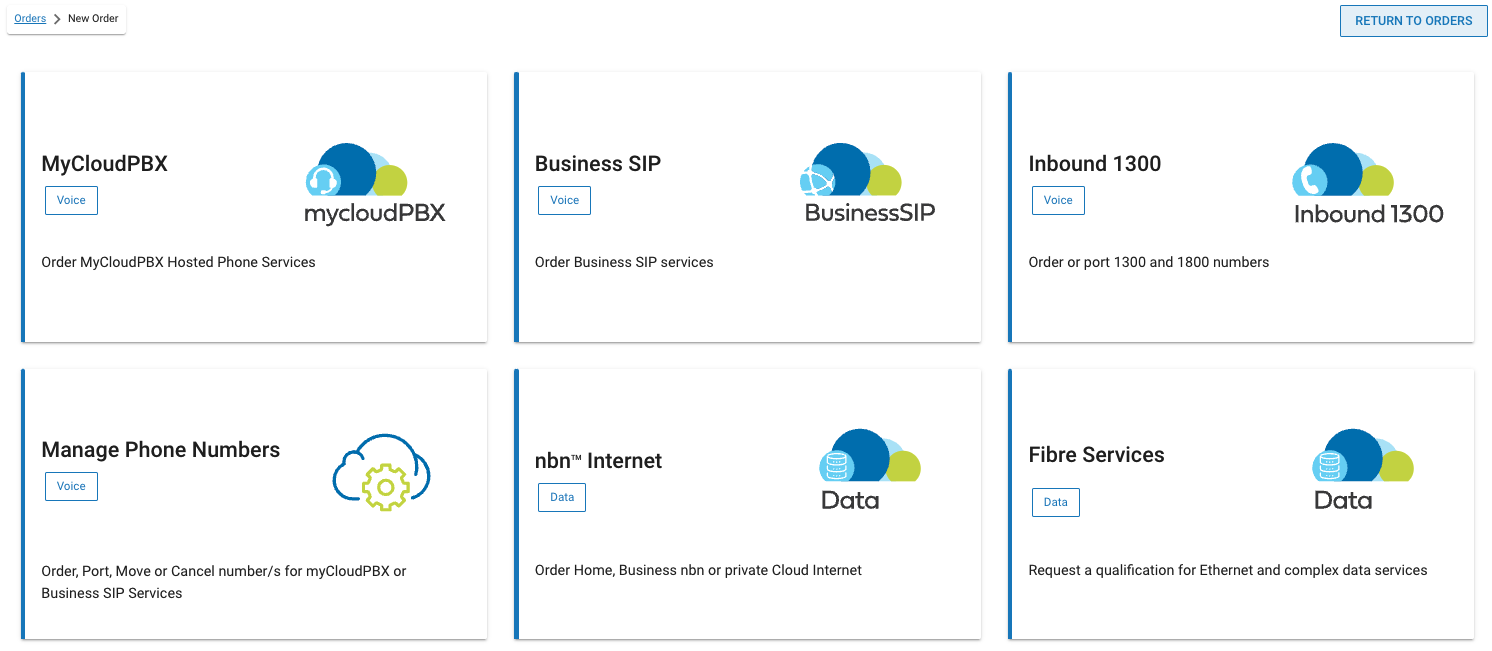 Orders > New Order
RETURN TO ORDERS
MyCloudPBX
Voice
mycloudPBX
Order MyCloudPBX Hosted Phone Services
Business SIP
Voice
BusinessSIP
Order Business SIP services
Inbound 1300
Voice
Inbound 1300
Order or port 1300 and 1800 numbers
Manage Phone Numbers
Voice
Order, Port, Move or Cancel number/s for myCloudPBX or
Business SIP Services
nbn™ Internet
Data
Data
Order Home, Business nbn or private Cloud Internet
Fibre Services
Data
Data
Request a qualification for Ethernet and complex data services